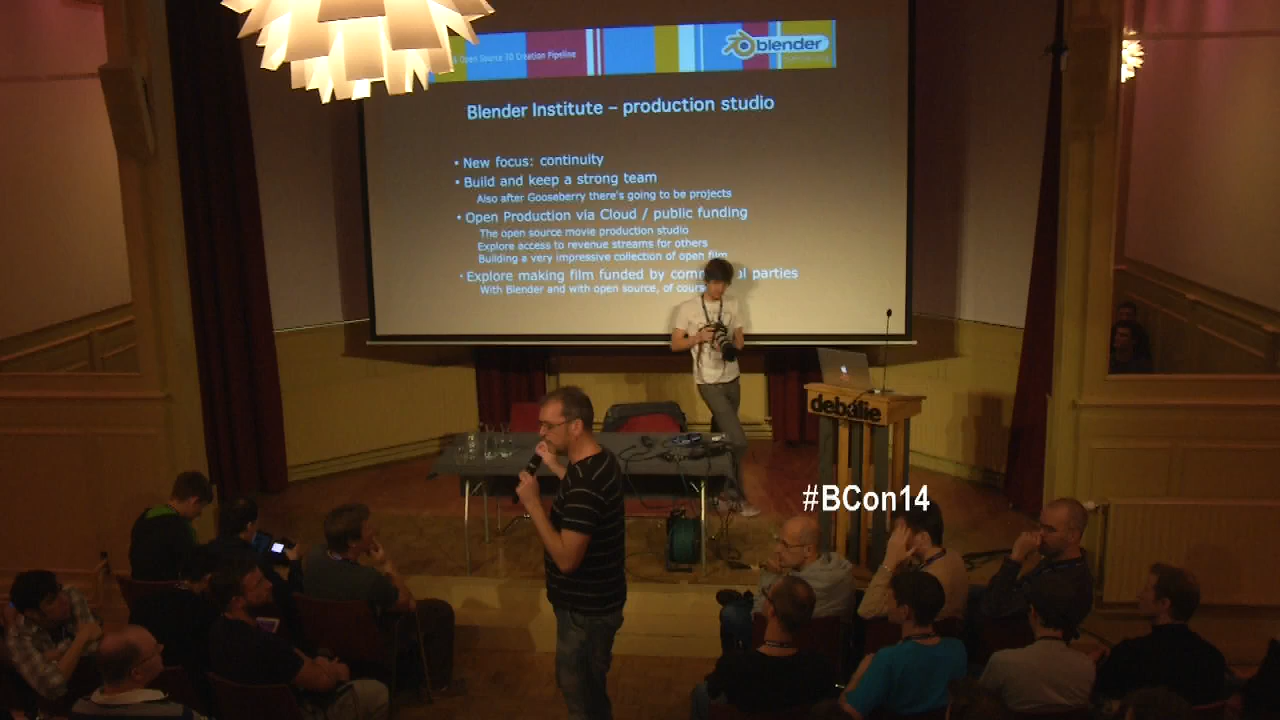 & Open Source 3D Creation Pipeline
blender
Blender Institute – production studio
• New focus: continuity
• Build and keep a strong team
Also after Gooseberry there's going to be projects
• Open Production via Cloud / public funding
The open source movie production studio
Explore access to revenue streams for others
Building a very impressive collection of open film
• Explore making film funded by comm al parties
With Blender and with open source, of cours
debalie
#BCon14